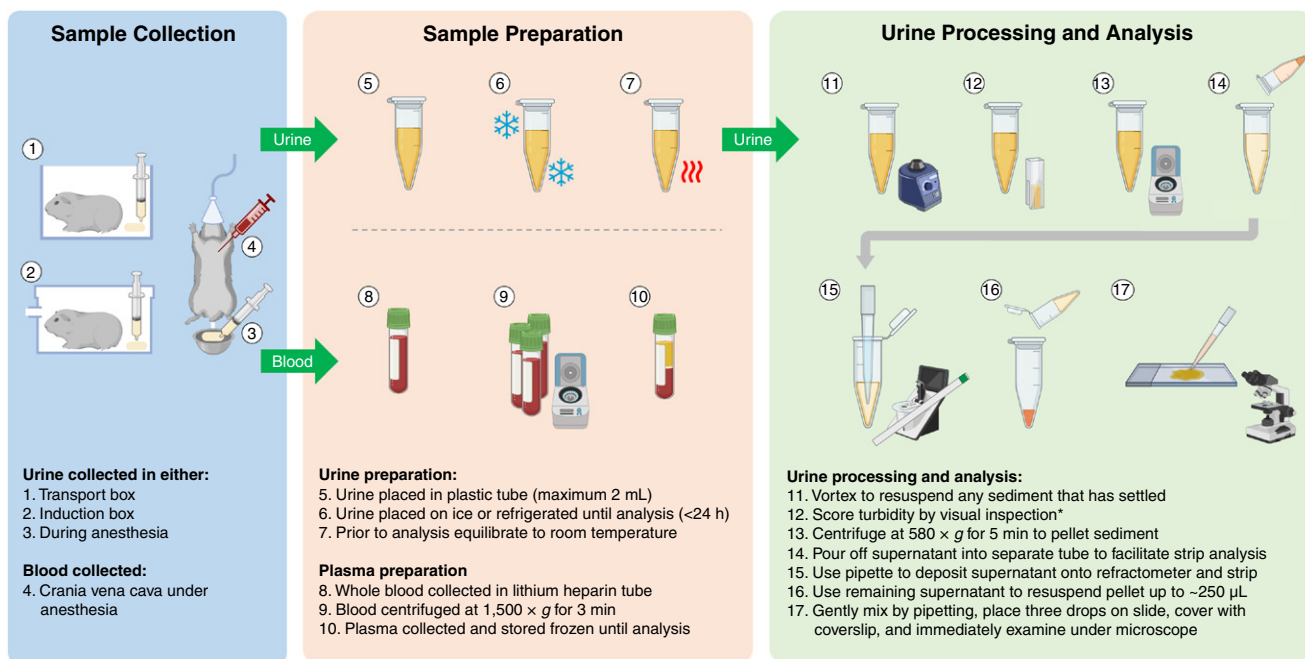 Sample Collection
1
2
3
4
Urine
Blood
Urine collected in either:
1. Transport box
2. Induction box
3. During anesthesia
Blood collected:
4. Crania vena cava under
anesthesia
Sample Preparation
5
6
7
8
9
10
Urine
Urine preparation:
5. Urine placed in plastic tube (maximum 2 mL)
6. Urine placed on ice or refrigerated until analysis (<24 h)
7. Prior to analysis equilibrate to room temperature
Plasma preparation
8. Whole blood collected in lithium heparin tube
9. Blood centrifuged at 1,500 × g for 3 min
10. Plasma collected and stored frozen until analysis
Urine Processing and Analysis
11
12
13
14
15
16
17
Urine processing and analysis:
11. Vortex to resuspend any sediment that has settled
12. Score turbidity by visual inspection*
13. Centrifuge at 580 × g for 5 min to pellet sediment
14. Pour off supernatant into separate tube to facilitate strip analysis
15. Use pipette to deposit supernatant onto refractometer and strip
16. Use remaining supernatant to resuspend pellet up to ~250 µL
17. Gently mix by pipetting, place three drops on slide, cover with
coverslip, and immediately examine under microscope